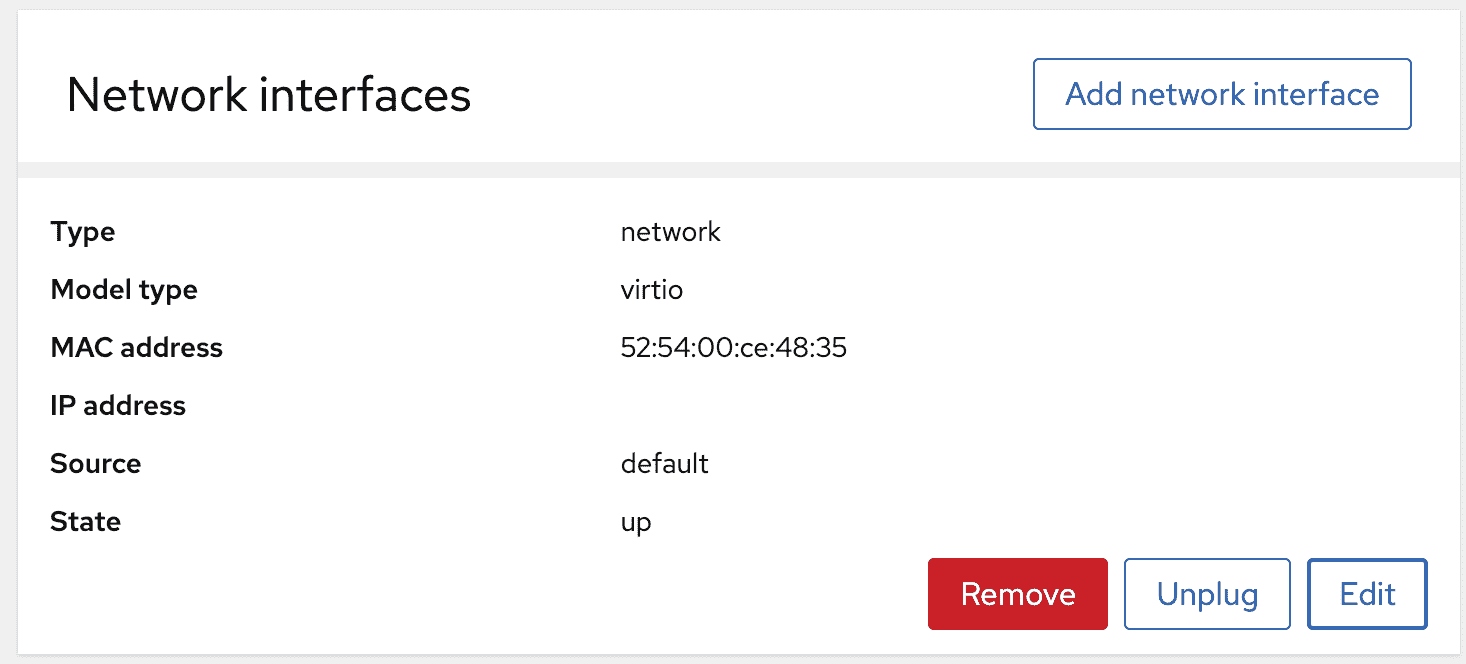 Network interfaces Add network interface
Type network
Model type virtio
MAC address 52:54:00:ce:48:35
IP address
Source default
State up
Remove Unplug Edit